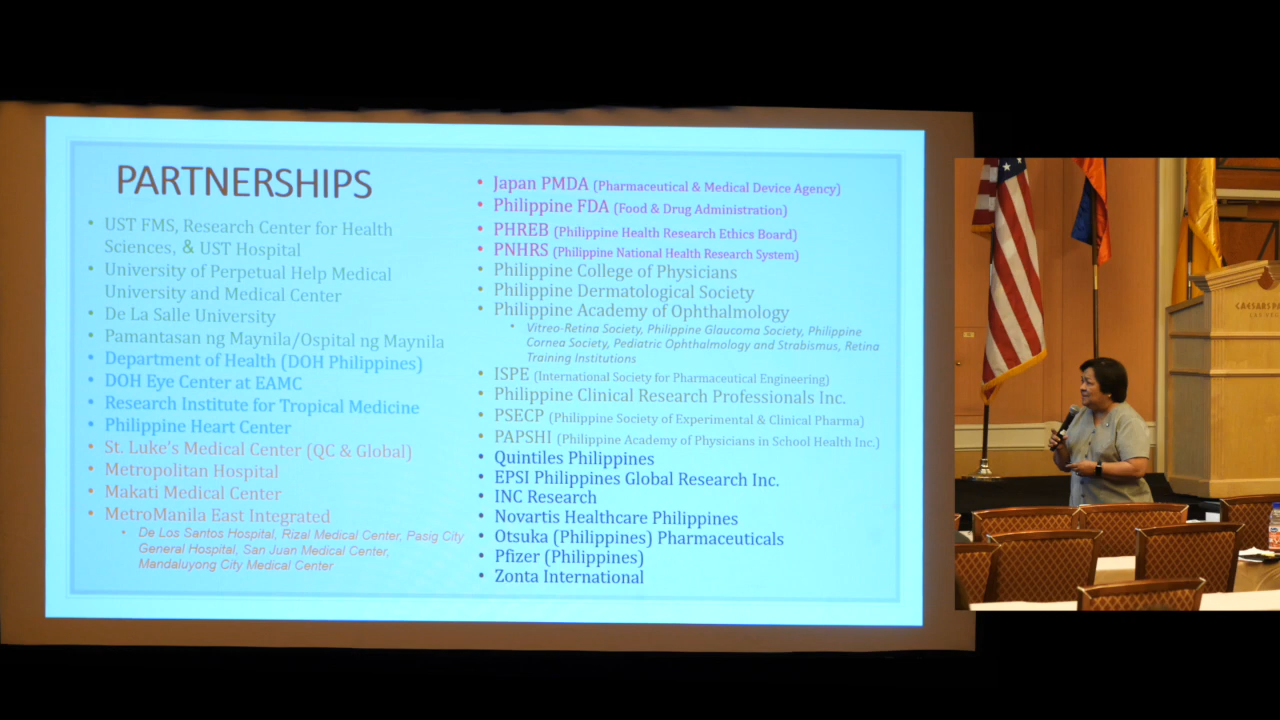 PARTNERSHIPS
• UST FMS, Research Center for Health
Sciences, & UST Hospital
• University of Perpetual Help Medical
University and Medical Center
• De La Salle University
• Pamantasan ng Maynila/Ospital ng Maynila
• Department of Health (DOH Philippines)
• DOH Eye Center at EAMC
• Research Institute for Tropical Medicine
• Philippine Heart Center
• St. Luke's Medical Center (QC & Global)
• Metropolitan Hospital
• Makati Medical Center
• MetroManila East Integrated
• De Los Santos Hospital, Rizal Medical Center, Pasig City
General Hospital, San Juan Medical Center,
Mandaluyong City Medical Center
• Japan PMDA (Pharmaceutical & Medical Device Agency)
• Philippine FDA (Food & Drug Administration)
• PHREB (Philippine Health Research Ethics Board)
• PNHRS (Philippine National Health Research System)
• Philippine College of Physicians
• Philippine Dermatological Society
• Philippine Academy of Ophthalmology
• Vitreo-Retina Society, Philippine Glaucoma Society, Philippine
Cornea Society, Pediatric Ophthalmology and Strabismus, Retina
Training Institutions
• ISPE (International Society for Pharmaceutical Engineering)
• Philippine Clinical Research Professionals Inc.
• PSECP (Philippine Society of Experimental & Clinical Pharma)
• PAPSHI (Philippine Academy of Physicians in School Health Inc.)
• Quintiles Philippines
• EPSI Philippines Global Research Inc.
• INC Research
• Novartis Healthcare Philippines
• Otsuka (Philippines) Pharmaceuticals
• Pfizer (Philippines)
• Zonta International
CAESARS